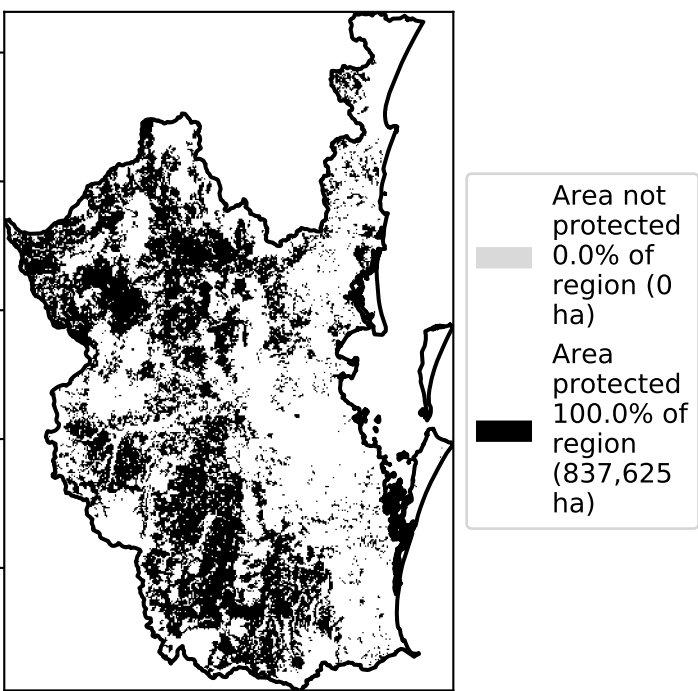 Area not
protected
0.0% of
region (0
ha)
Area
protected
100.0% of
region
(837,625
ha)